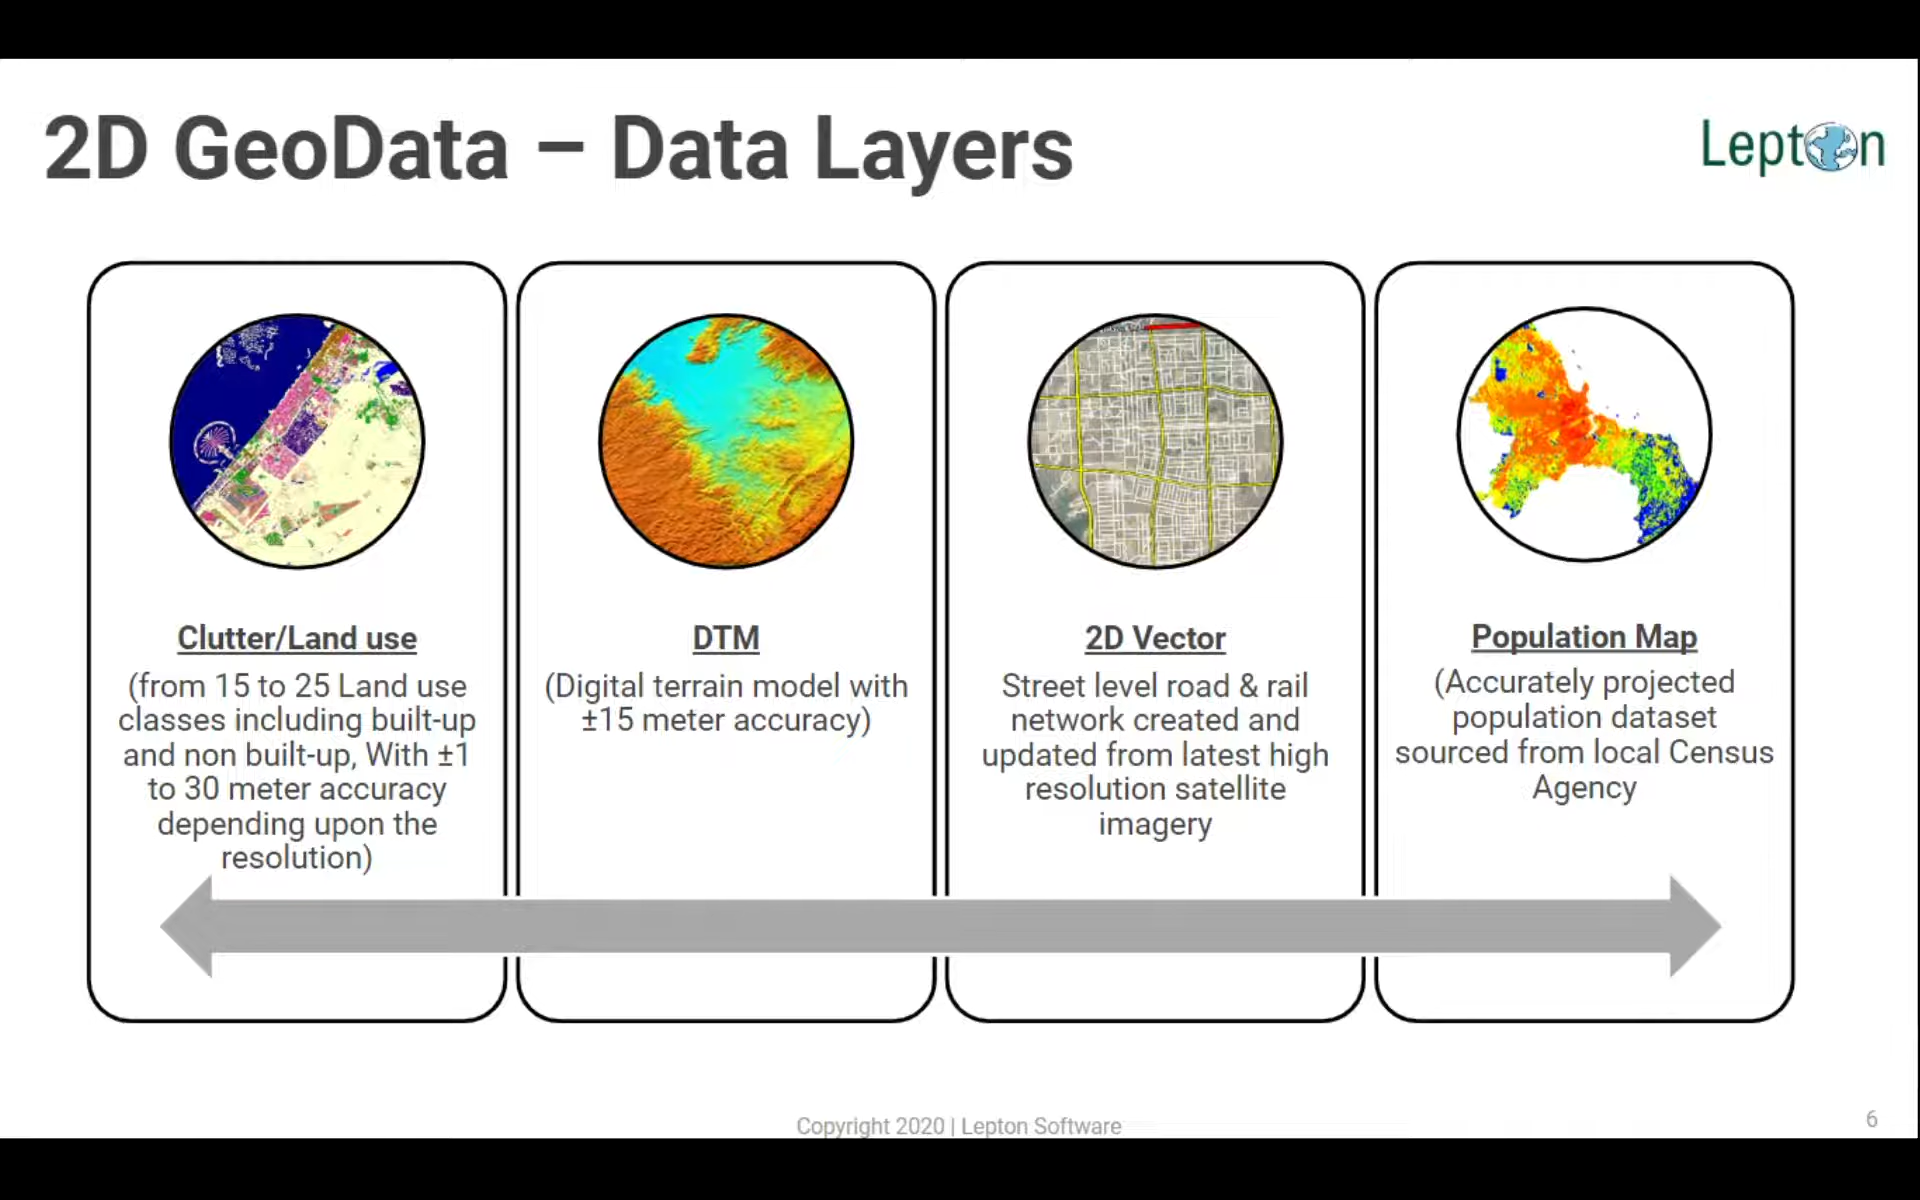 2D GeoData – Data Layers
Lepton
Clutter/Land use
(from 15 to 25 Land use
classes including built-up
and non built-up, With ±1
to 30 meter accuracy
depending upon the
resolution)
DTM
(Digital terrain model with
±15 meter accuracy)
2D Vector
Street level road & rail
network created and
updated from latest high
resolution satellite
imagery
Population Map
(Accurately projected
population dataset
sourced from local Census
Agency
Copyright 2020 | Lepton Software
6